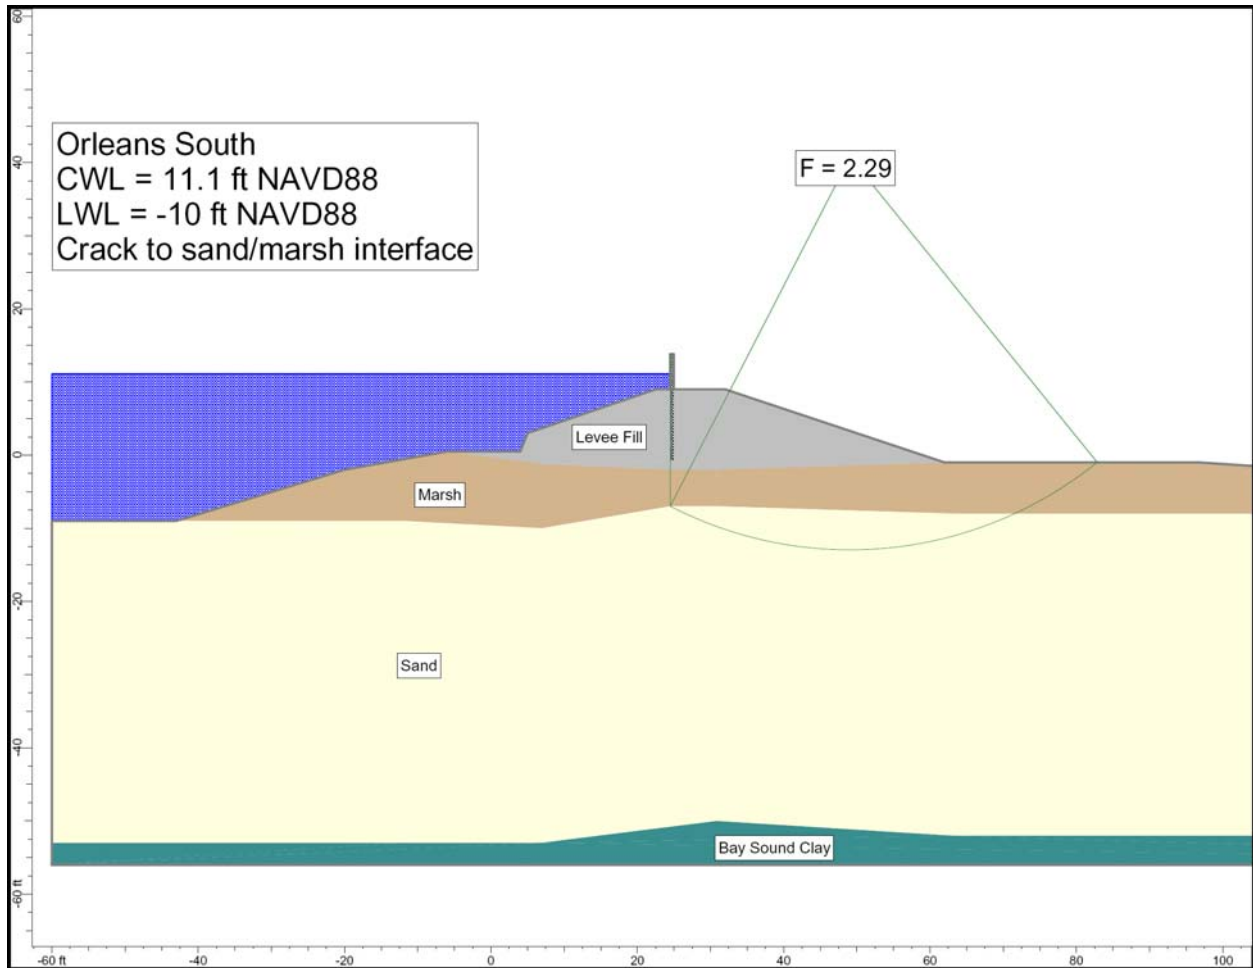 60
40
20
0
-20
-40
-60 ft
Orleans South
CWL = 11.1 ft NAVD88
LWL = -10 ft NAVD88
Crack to sand/marsh interface
F = 2.29
Levee Fill
Marsh
Sand
Bay Sound Clay
-60 ft
-40
-20
0
20
40
60
80
100